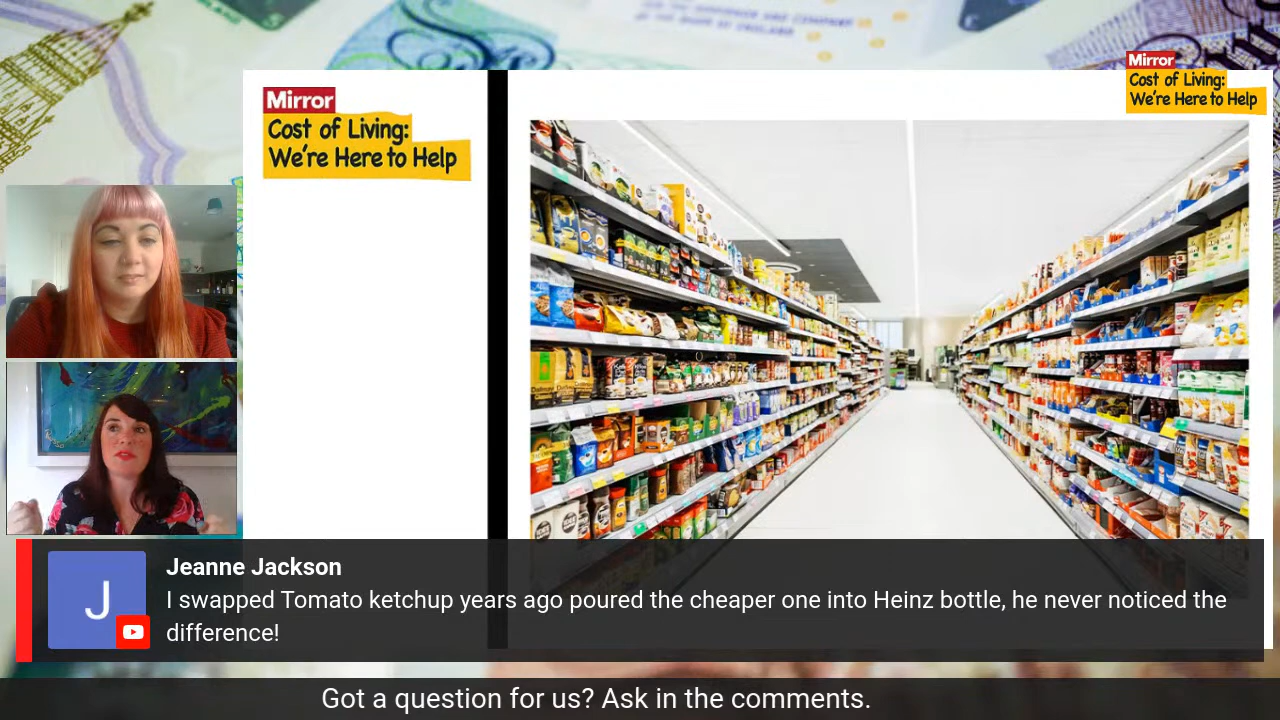 Mirror
Cost of Living:
We're Here to Help
Mirror
Cost of Living:
We're Here to Help
J
Jeanne Jackson
I swapped Tomato ketchup years ago poured the cheaper one into Heinz bottle, he never noticed the
difference!
Got a question for us? Ask in the comments.